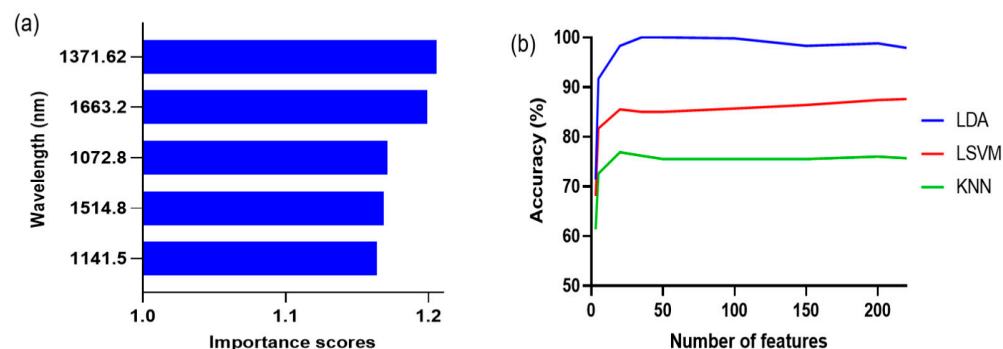 (a)
Wavelength (nm)
1371.62
1663.2
1072.8
1514.8
1141.5
1.0 1.1 1.2
Importance scores
(b)
Accuracy (%)
100
90
80
70
60
50
0 50 100 150 200
Number of features
LDA
LSVM
KNN